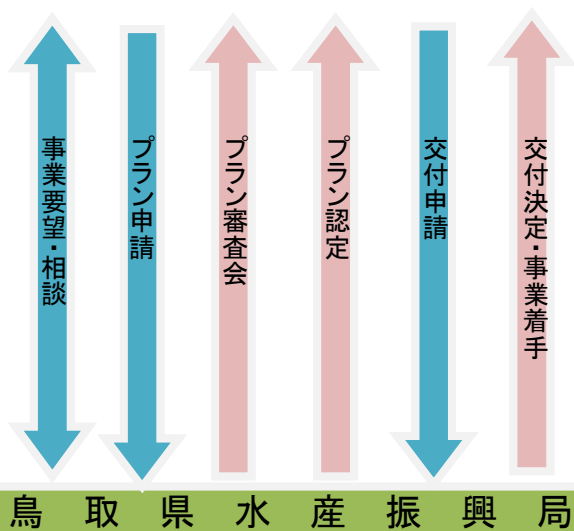 事業要望・相談
プラン申請
プラン審査会
プラン認定
交付申請
交付決定・事業着手
鳥取県水産振興局